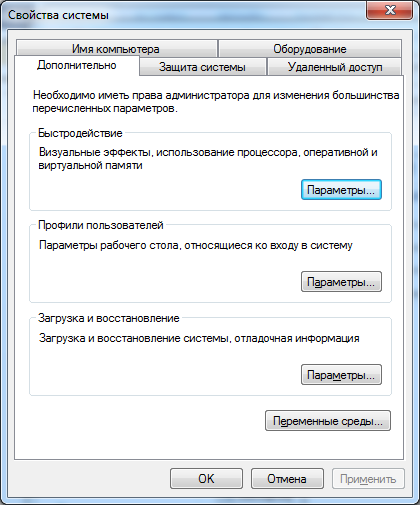 Свойства системы
Имя компьютера
Оборудование
Дополнительно
Защита системы
Удаленный доступ
Необходимо иметь права администратора для изменения большинства
перечисленных параметров.
Быстродействие
Визуальные эффекты, использование процессора, оперативной и
виртуальной памяти
Параметры...
Профили пользователей
Параметры рабочего стола, относящиеся ко входу в систему
Параметры...
Загрузка и восстановление
Загрузка и восстановление системы, отладочная информация
Параметры...
Переменные среды...
OK
Отмена
Применить